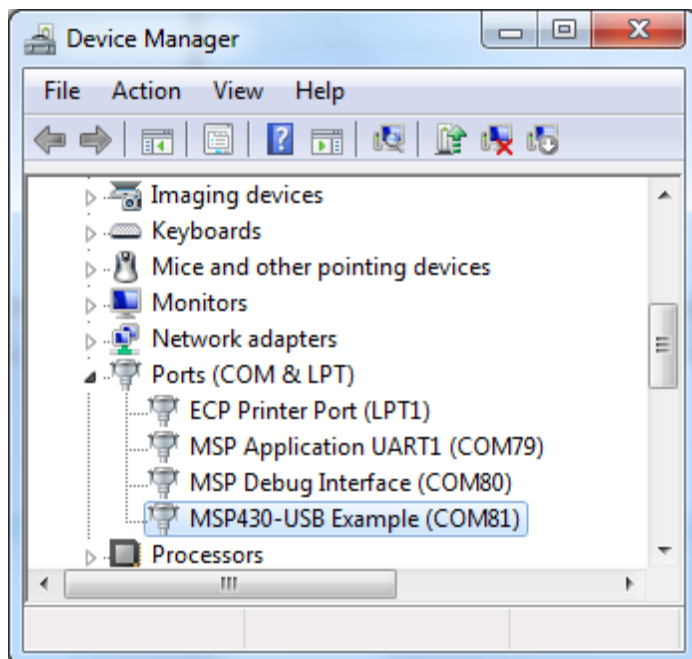 Device Manager
File Action View Help
Imaging devices
Keyboards
Mice and other pointing devices
Monitors
Network adapters
Ports (COM & LPT)
ECP Printer Port (LPT1)
MSP Application UART1 (COM79)
MSP Debug Interface (COM80)
MSP430-USB Example (COM81)
Processors